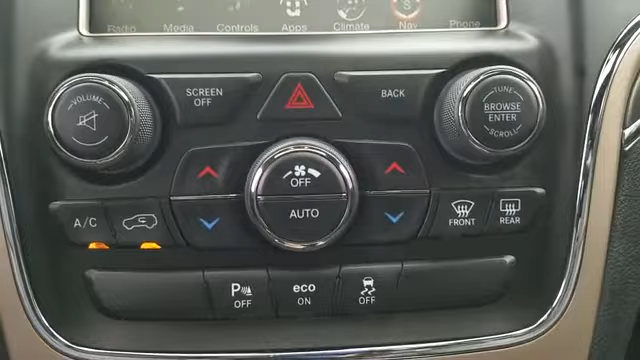 Radio Media Controls Apps Climate Nav Phone
VOLUME
SCREEN
OFF
BACK
TUNE
BROWSE
ENTER
SCROLL
OFF
AUTO
A/C
FRONT
REAR
P
OFF
eco
ON
OFF